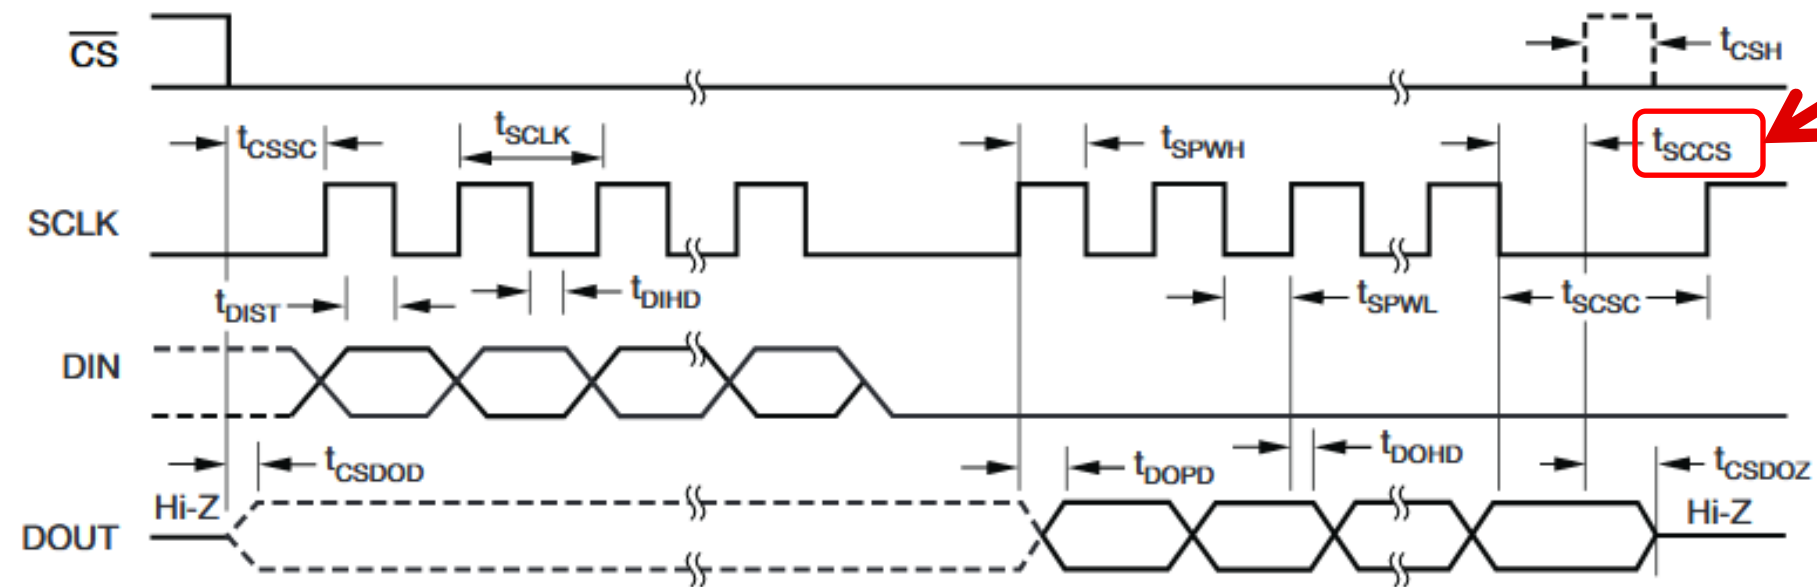 CS
tCSH
tCSSC
tSCLK
tSPWH
tSCCS
SCLK
tDIST
tDIHD
tSPWL
tSCSC
DIN
tCSDOD
tDOPD
tDOHD
tCSDOZ
Hi-Z
Hi-Z
DOUT